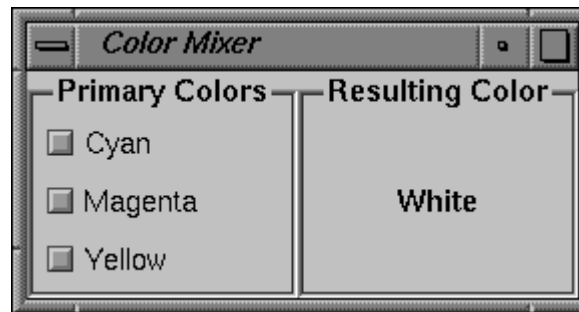 Color Mixer
Primary Colors
Cyan
Magenta
Yellow
Resulting Color
White